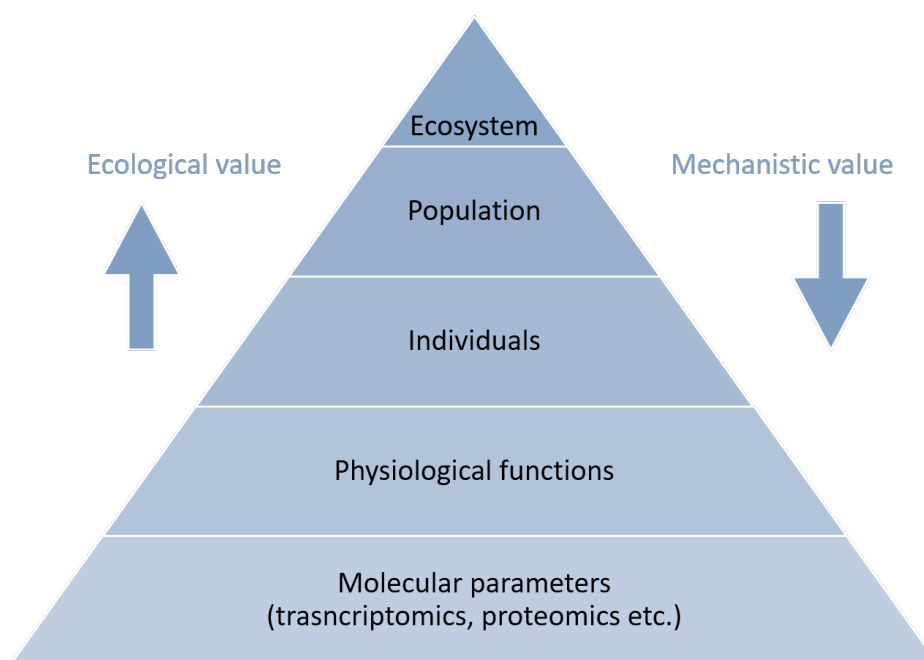 Ecosystem
Ecological value
Mechanistic value
Population
Individuals
Physiological functions
Molecular parameters
(trasncriptomics, proteomics etc.)